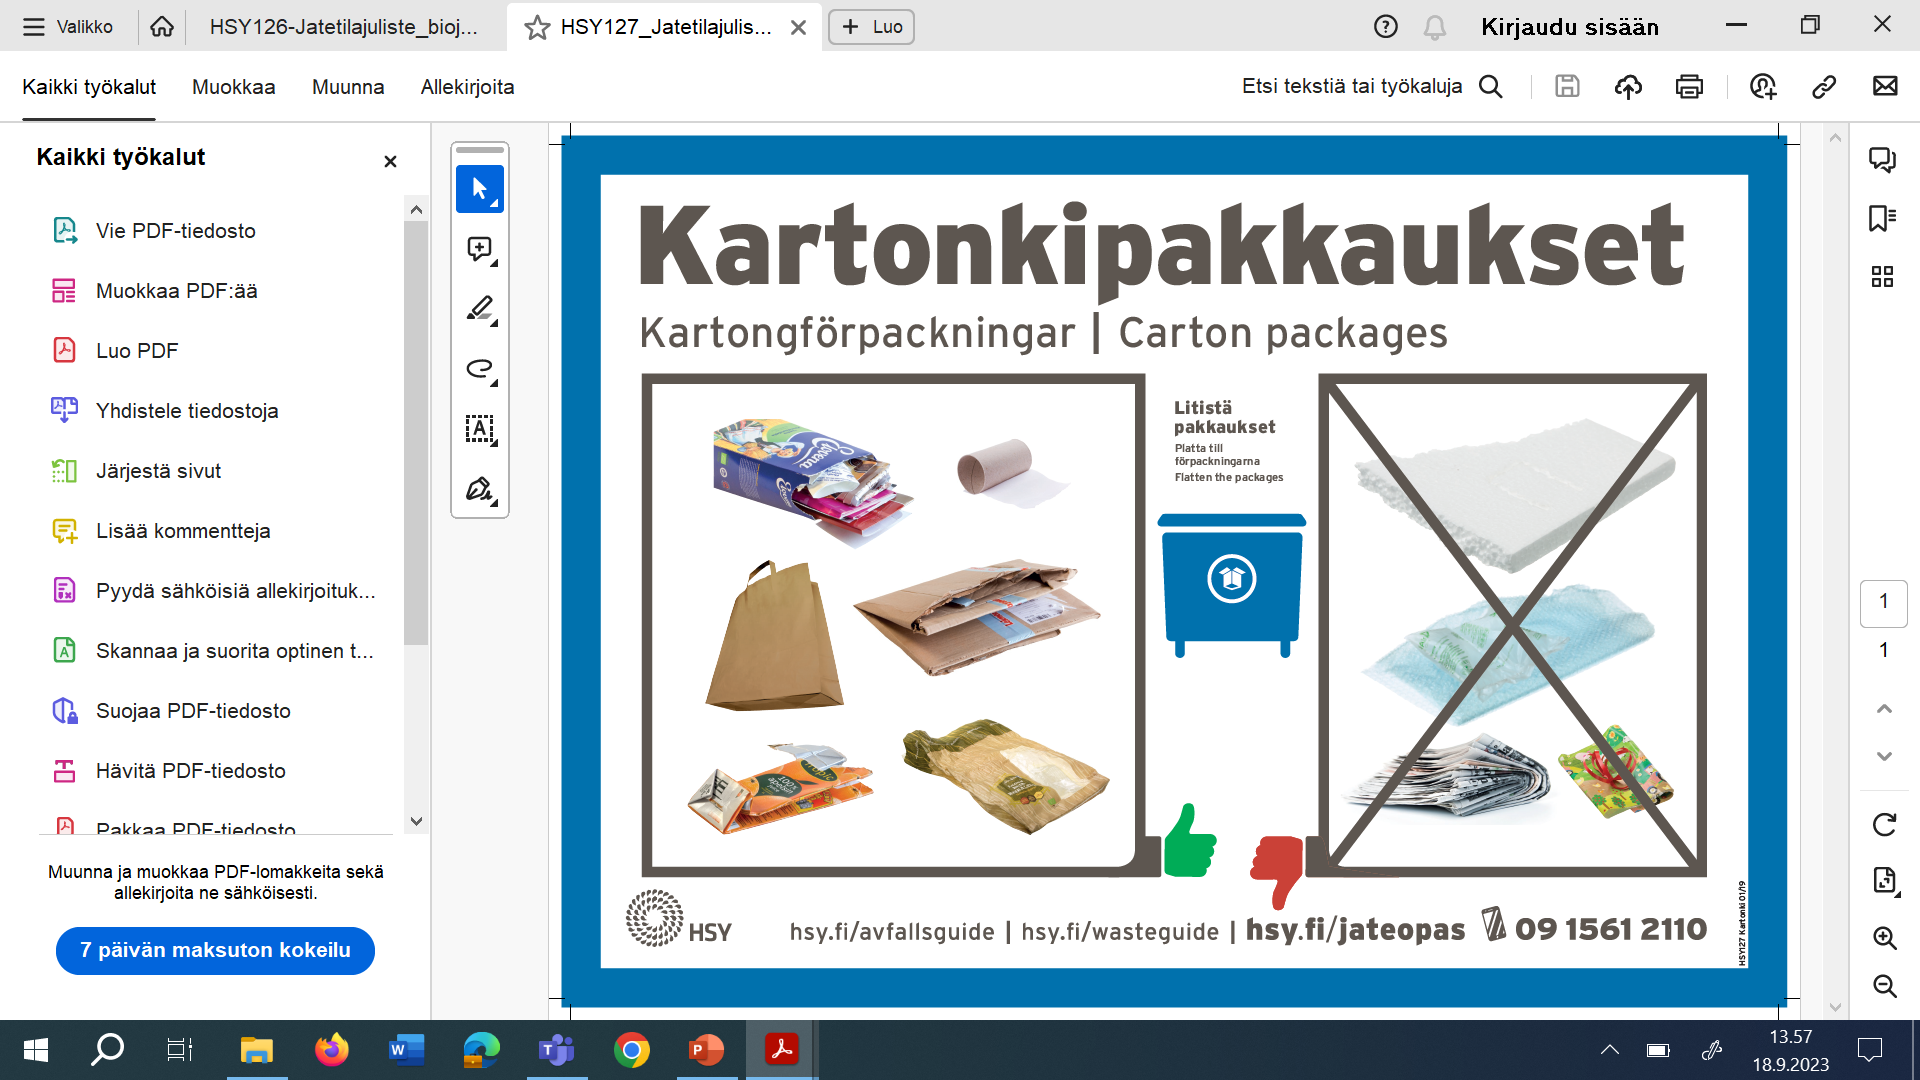 Valikko
HSY126-Jatetilajuliste_bioj...
HSY127_Jatetilajulis...
Luo
Kirjaudu sisään
Kaikki työkalut
Muokkaa
Muunna
Allekirjoita
Etsi tekstiä tai työkaluja
Kaikki työkalut
Vie PDF-tiedosto
Muokkaa PDF:ää
Luo PDF
Yhdistele tiedostoja
Järjestä sivut
Lisää kommentteja
Pyydä sähköisiä allekirjoituk...
Skannaa ja suorita optinen t...
Suojaa PDF-tiedosto
Hävitä PDF-tiedosto
Pakkaa PDF-tiedosto
Muunna ja muokkaa PDF-lomakkeita sekä
allekirjoita ne sähköisesti.
7 päivän maksuton kokeilu
Kartonkipakkaukset
Kartongförpackningar | Carton packages
Litistä
pakkaukset
Platta till
förpackningarna
Flatten the packages
HSY
hsy.fi/avfallsguide | hsy.fi/wasteguide | hsy.fi/jateopas 09 1561 2110
HSY127 Kartonki 01/19
1
1
13.57
18.9.2023